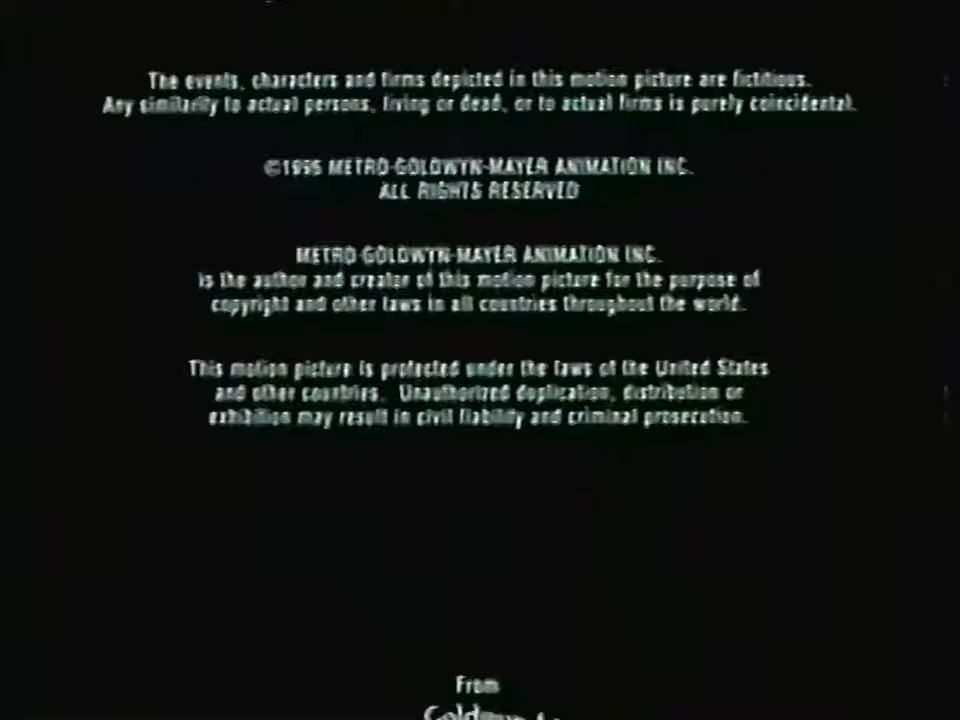 The events, characters and firms depicted in this motion picture are fictitious.
Any similarity to actual persons, living or dead, or to actual firms is purely coincidental.
©1995 METRO-GOLDWYN-MAYER ANIMATION INC.
ALL RIGHTS RESERVED
METRO-GOLDWYN-MAYER ANIMATION INC.
is the author and creator of this motion picture for the purpose of
copyright and other laws in all countries throughout the world.
This motion picture is protected under the laws of the United States
and other countries. Unauthorized duplication, distribution or
exhibition may result in civil liability and criminal prosecution.
From